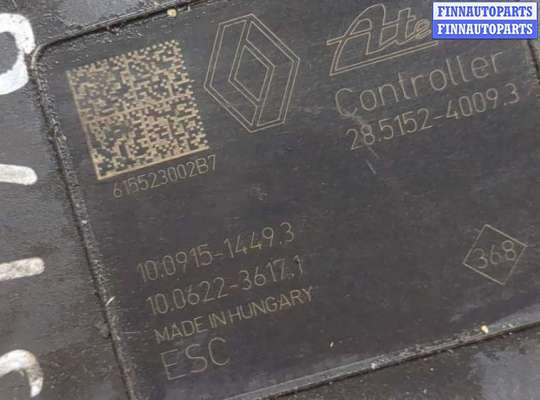 FINNAUTOPARTS
FINNAUTOPARTS
Ate
Controller
28.5152-4009.3
615523002B7
10.0915-1449.3
10.0622-3617.1
MADE IN HUNGARY
ESC
368